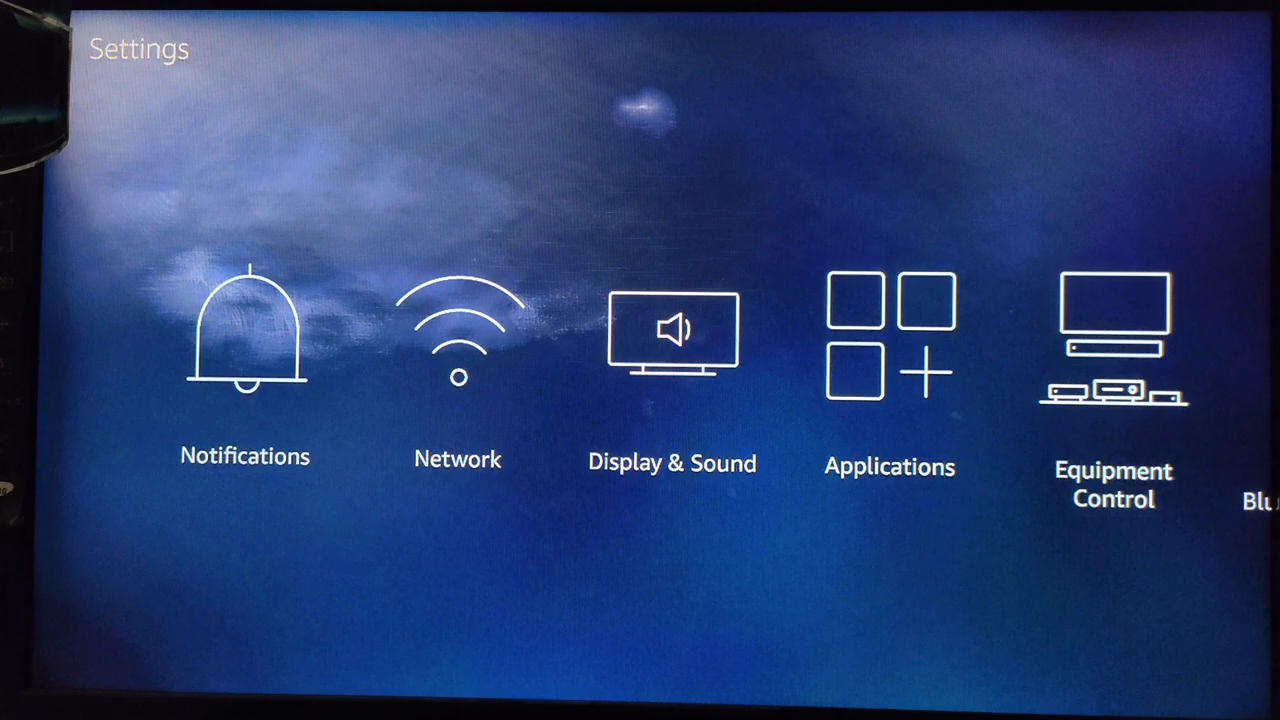 Settings
Notifications
Network
Display & Sound
Applications
Equipment
Control